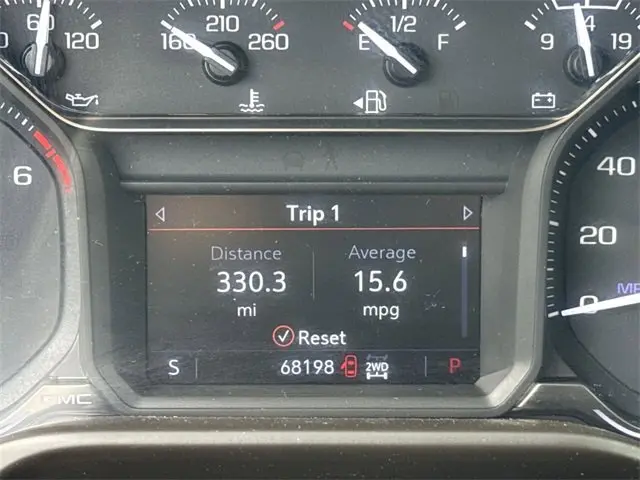 60 120
160 210 260
E 1/2 F
9 14 19
6
Trip 1
Distance Average
330.3 15.6
mi mpg
Reset
S 68198 2WD P
40
20
0
GMC